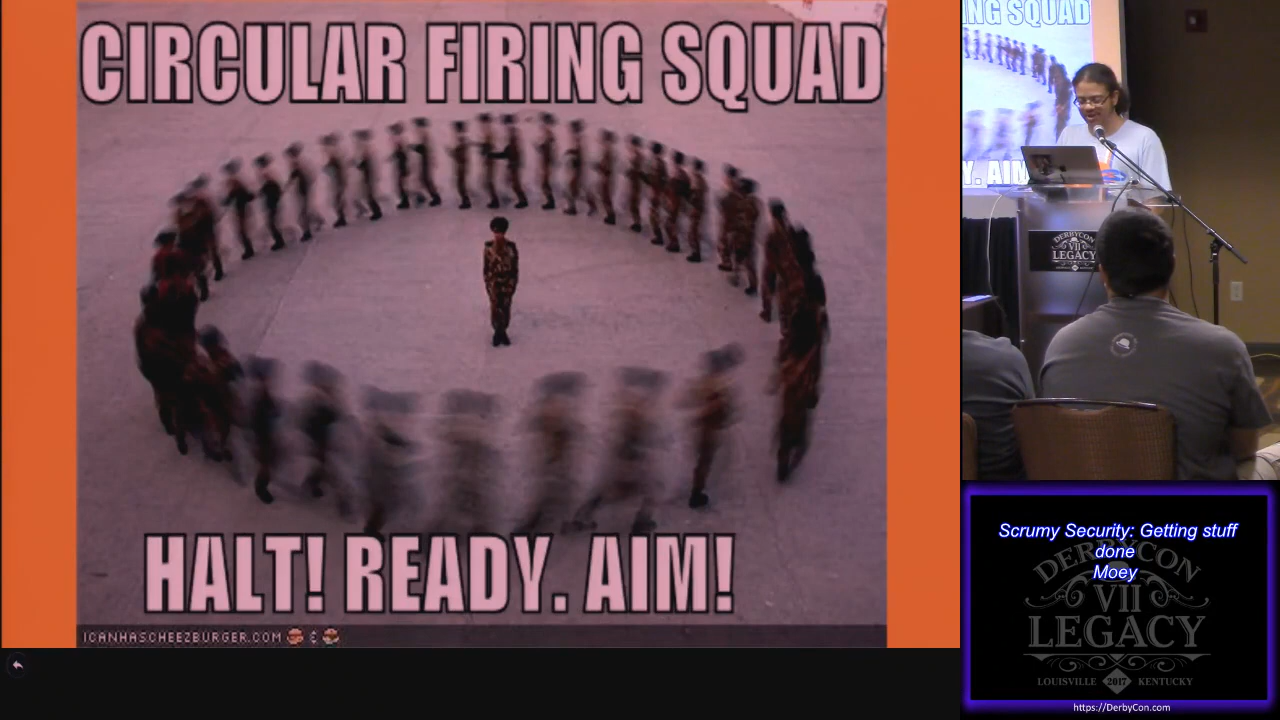 CIRCULAR FIRING SQUAD
HALT! READY. AIM!
ICANHASCHEEZBURGER.COM
ING SQUAD
Y. AIM
DERBYCON
VII
LEGACY
Scrumy Security: Getting stuff
done
Moey
DERBYCON
VII
LEGACY
LOUISVILLE 2017 KENTUCKY
https://DerbyCon.com